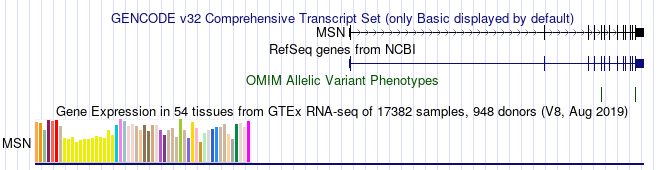 GENCODE v32 Comprehensive Transcript Set (only Basic displayed by default)
MSN
RefSeq genes from NCBI
OMIM Allelic Variant Phenotypes
Gene Expression in 54 tissues from GTEx RNA-seq of 17382 samples, 948 donors (V8, Aug 2019)
MSN